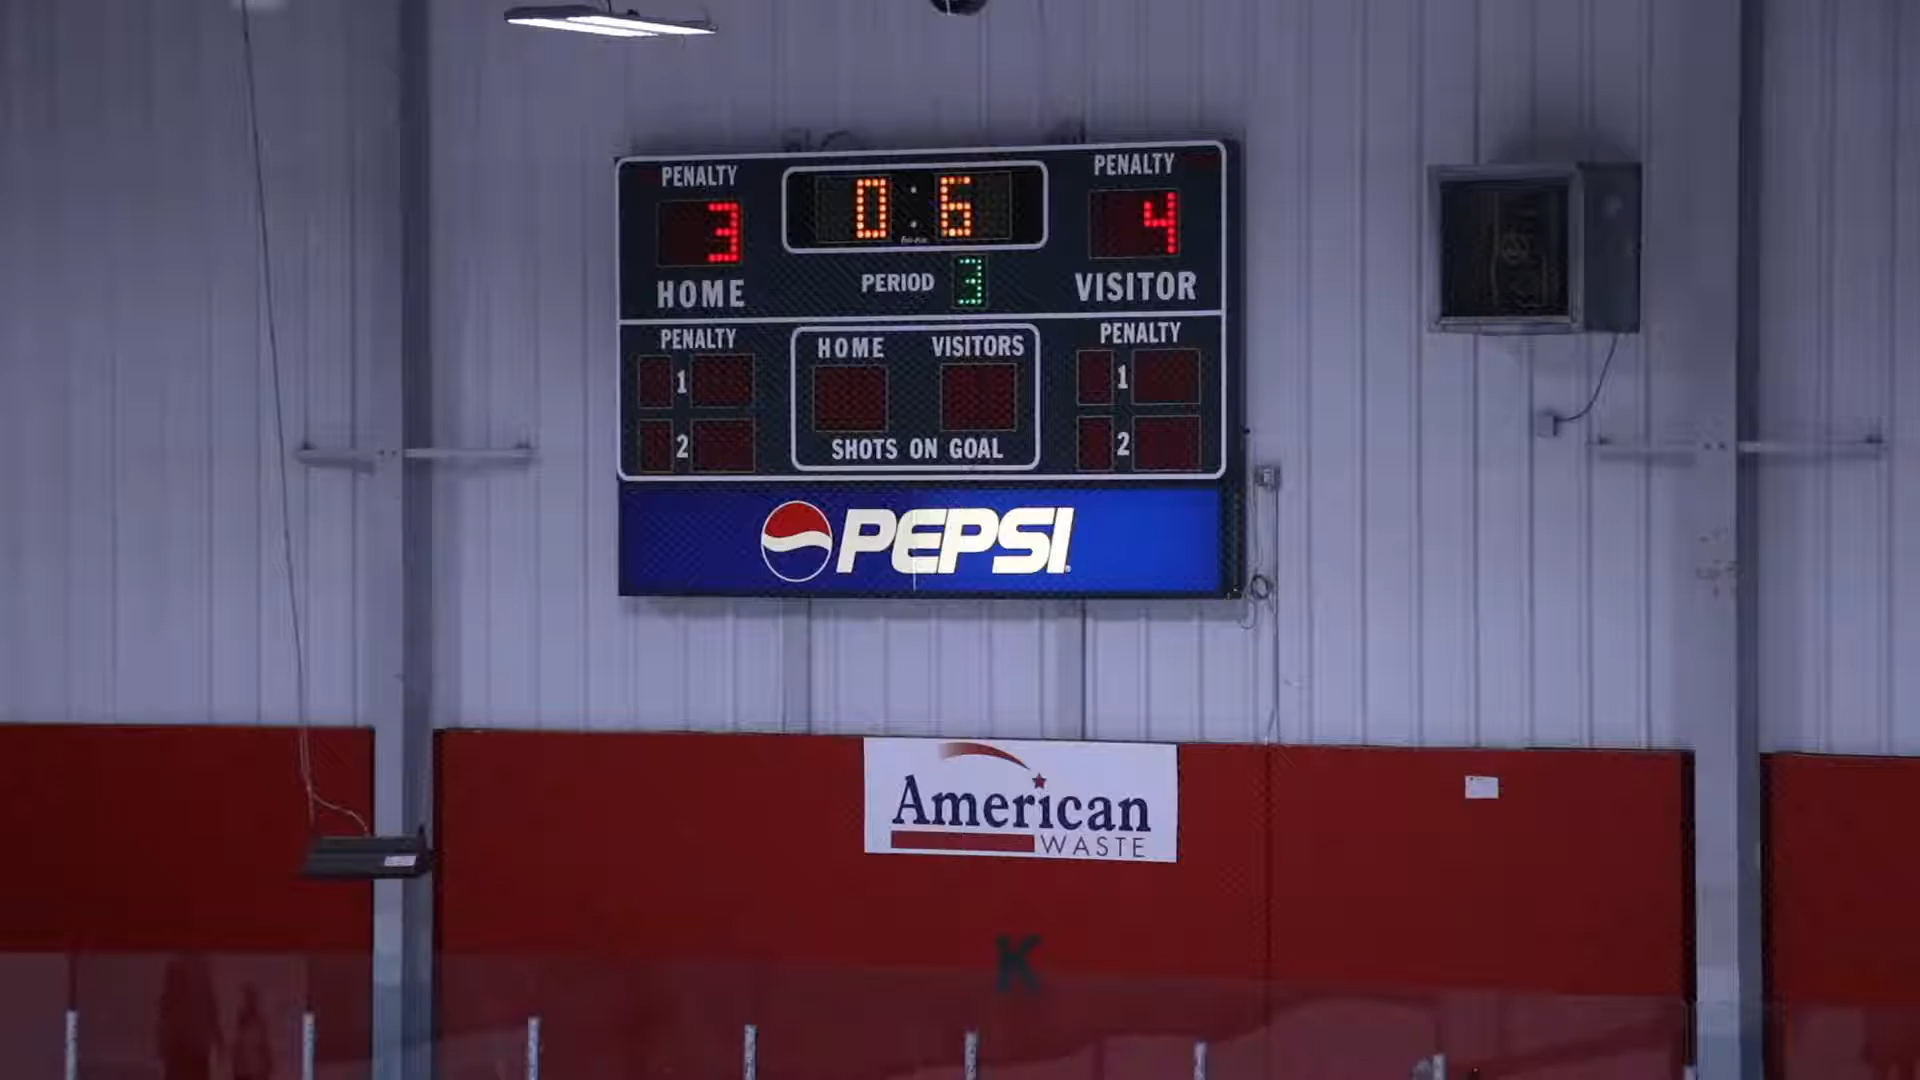 PENALTY
0:6
PENALTY
3
4
HOME
PERIOD 3
VISITOR
PENALTY
HOME VISITORS
PENALTY
1
1
2
SHOTS ON GOAL
2
PEPSI
American
WASTE
K